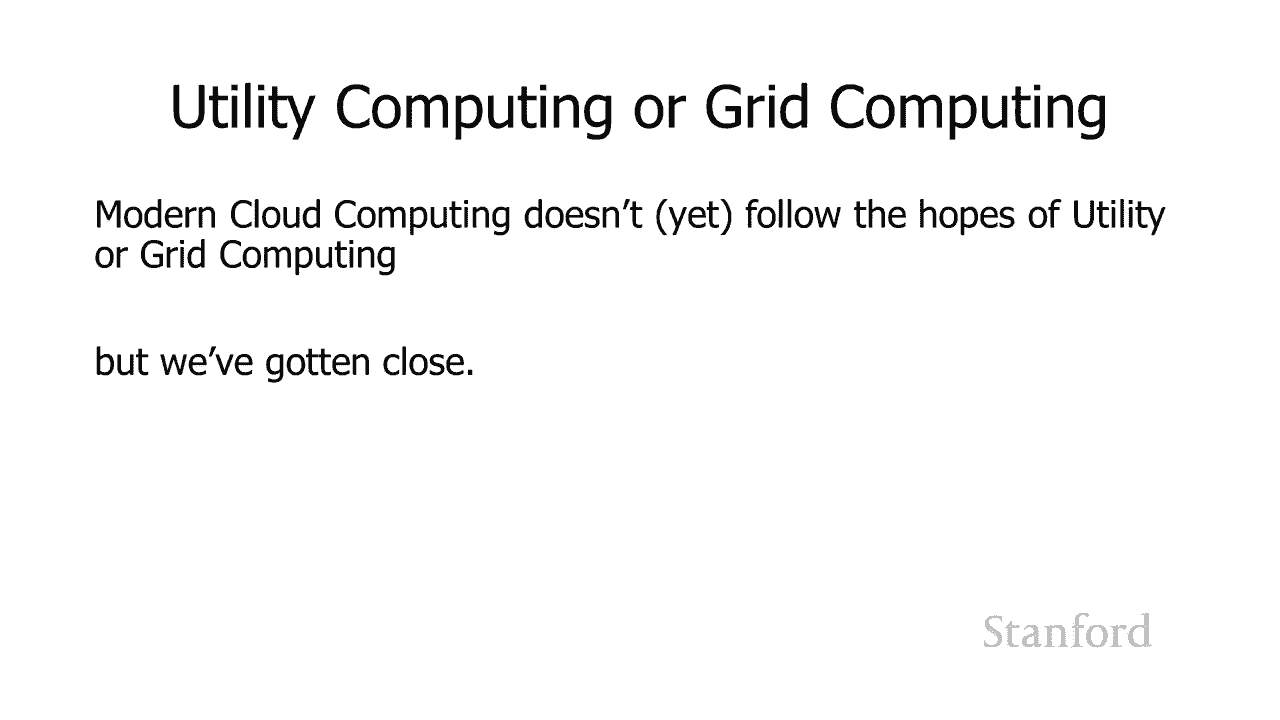 Utility Computing or Grid Computing
Modern Cloud Computing doesn’t (yet) follow the hopes of Utility
or Grid Computing
but we’ve gotten close.
Stanford